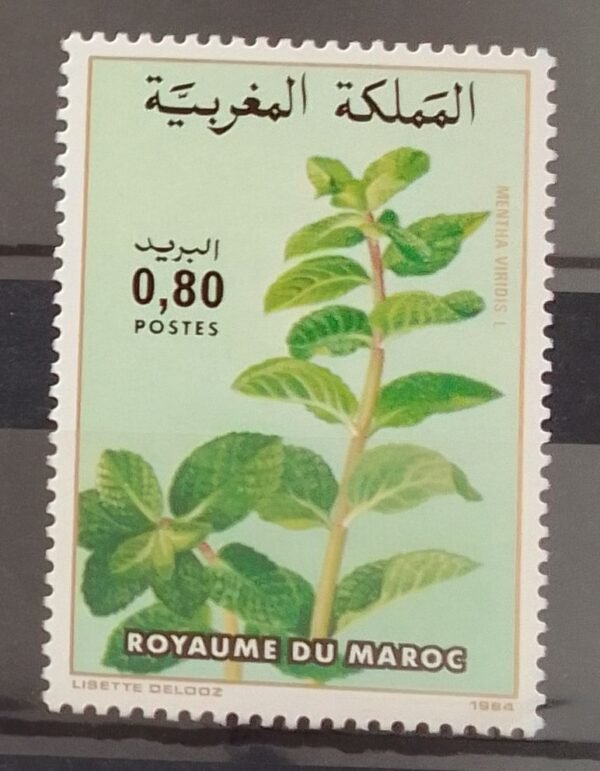 المملكة المغربية
البريد
0,80
POSTES
MENTHA VIRIDIS L
ROYAUME DU MAROC
LISETTE DELOOZ
1984